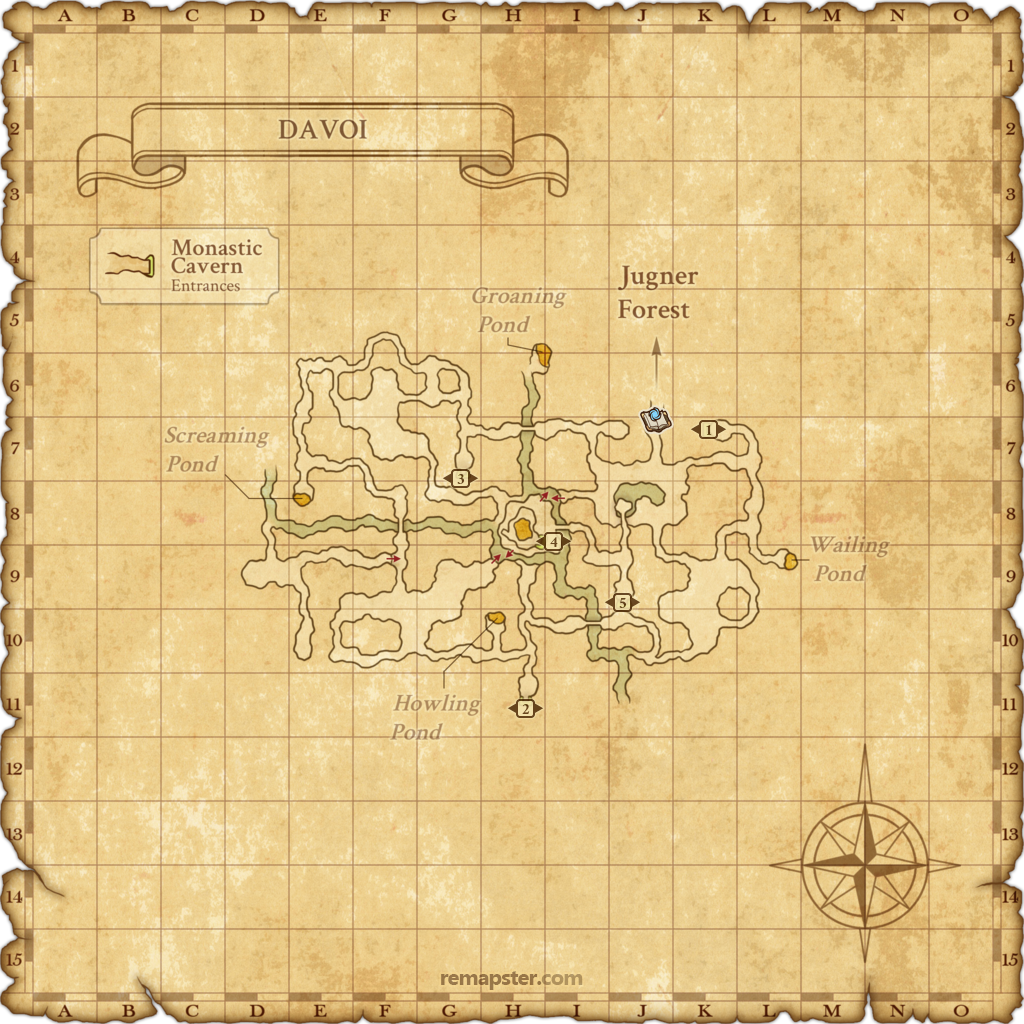 A B C D E F G H I J K L M N O
1 1
2 2
DAVOI
3 3
Monastic
Cavern
Entrances
4 4
Jugner
Forest
Groaning
Pond
5 5
6 6
1
Screaming
Pond
7 7
3
8 8
4
Wailing
Pond
9 9
5
10 10
Howling
Pond
11 11
2
12 12
13 13
14 14
15 15
remapster.com
A B C D E F G H I J K L M N O